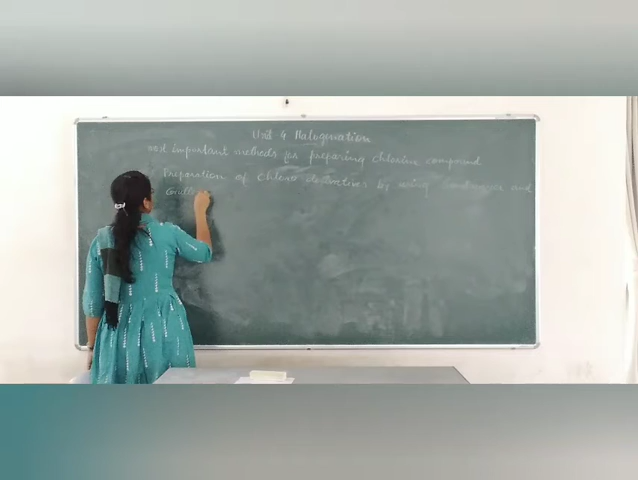 Unit 4 Halogenation
most important methods for preparing chlorine compound
Preparation of Chloro derivatives by using Sandmeyer and